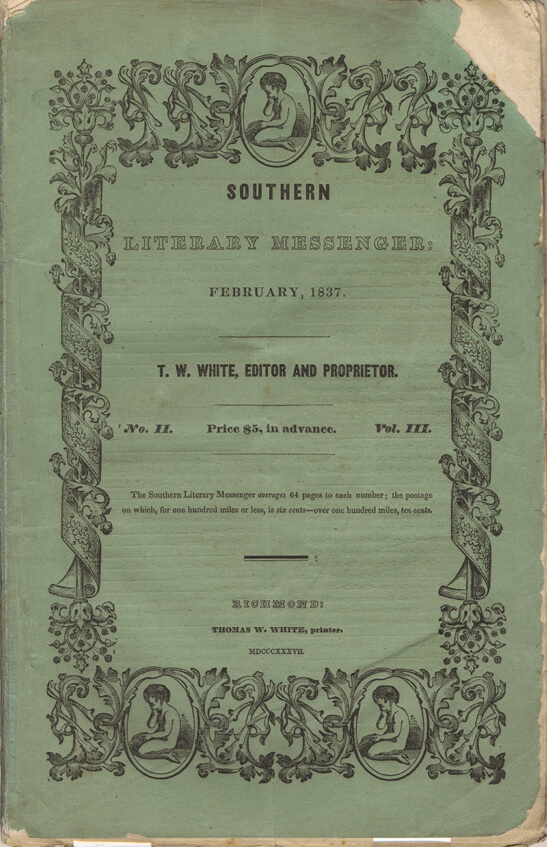 SOUTHERN
LITERARY MESSENGER:
FEBRUARY, 1837.
T. W. WHITE, EDITOR AND PROPRIETOR.
No. II. Price $5, in advance. Vol. III.
The Southern Literary Messenger averages 64 pages to each number; the postage
on which, for one hundred miles or less, is six cents—over one hundred miles, ten cents.
RICHMOND:
THOMAS W. WHITE, printer.
MDCCCXXXVII.